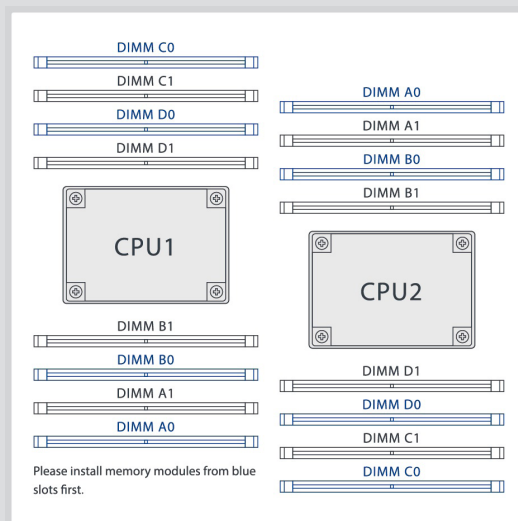 DIMM C0
DIMM C1
DIMM D0
DIMM D1
CPU1
DIMM B1
DIMM B0
DIMM A1
DIMM A0
Please install memory modules from blue
slots first.
DIMM A0
DIMM A1
DIMM B0
DIMM B1
CPU2
DIMM D1
DIMM D0
DIMM C1
DIMM C0